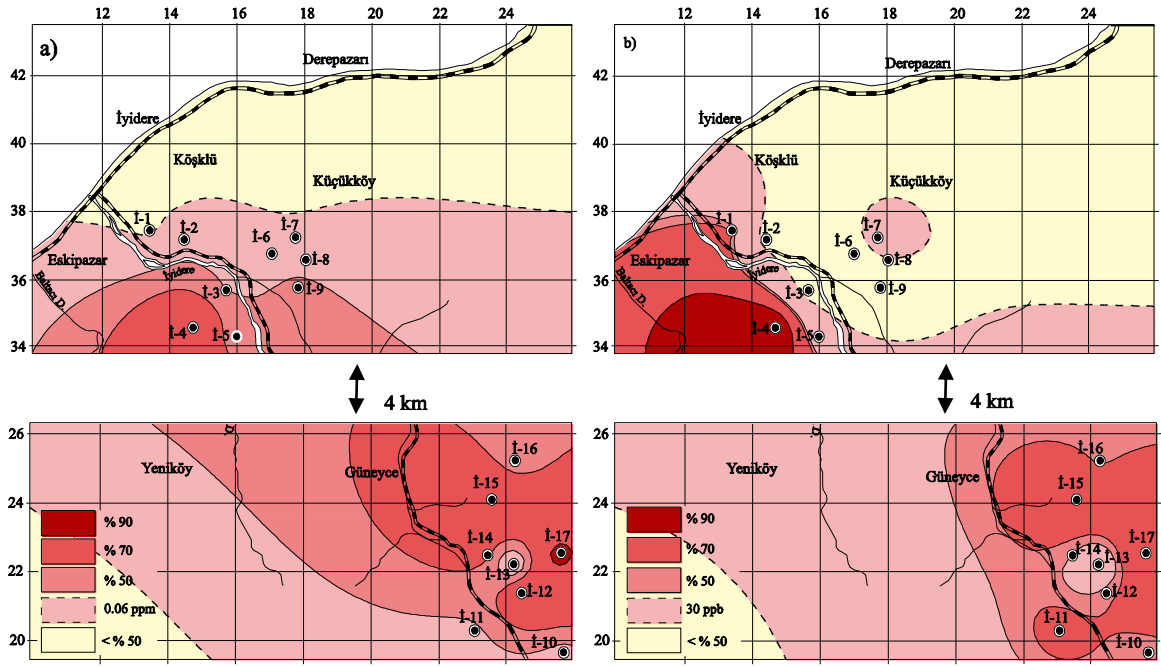 12 14 16 18 20 22 24
a)
Derepazarı
42
İyidere
40
Köşklü
Küçükköy
38
İ-1
İ-2
İ-7
İ-6
İ-8
Eskipazar
İyidere
36
Baltacı D.
İ-3
İ-9
İ-4
İ-5
34
12 14 16 18 20 22 24
b)
Derepazarı
42
İyidere
40
Köşklü
Küçükköy
38
İ-1
İ-2
İ-7
İ-6
İ-8
Eskipazar
İyidere
36
Baltacı D.
İ-3
İ-9
İ-4
İ-5
34
4 km
4 km
26
D.
İ-16
Yeniköy
Güneyce
İ-15
24
% 90
İ-14
İ-17
% 70
İ-13
22
% 50
İ-12
0.06 ppm
İ-11
< % 50
20
İ-10
26
D.
İ-16
Yeniköy
Güneyce
İ-15
24
% 90
İ-14
İ-17
% 70
İ-13
22
% 50
İ-12
30 ppb
İ-11
< % 50
20
İ-10